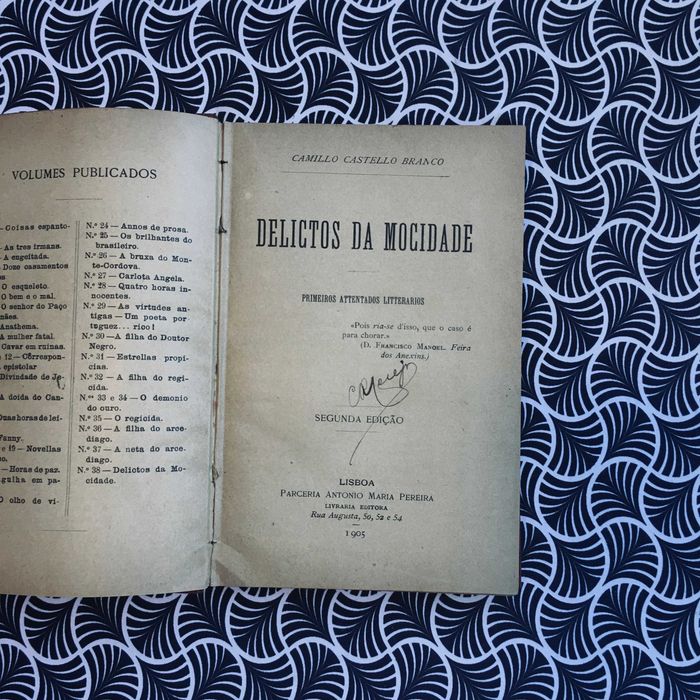 VOLUMES PUBLICADOS
— Coisas espanto-
— As tres irmans.
A engeitada.
Doze casamentos
O esqueleto.
O bem e o mal.
O senhor do Paço
Anathema.
A mulher fatal.
Cavar em ruinas.
e 12 — Correspon-
epistolar
Divindade de Je-
A doida do Can-
Duas horas de lei-
Fanny.
e 19 — Novellas
— Horas de paz.
O olho de vi-
N.º 24 — Annos de prosa.
N.º 25 — Os brilhantes do
brasileiro.
N.º 26 — A bruxa do Mon-
te-Cordova.
N.º 27 — Carlota Angela.
N.º 28 — Quatro horas in-
nocentes.
N.º 29 — As virtudes an-
tigas — Um poeta por-
tuguez... rico!
N.º 30 — A filha do Doutor
Negro.
N.º 31 — Estrellas propi-
cias.
N.º 32 — A filha do regi-
cida.
N.ºˢ 33 e 34 — O demonio
do ouro.
N.º 35 — O regicida.
N.º 36 — A filha do arce-
diago.
N.º 37 — A neta do arce-
diago.
N.º 38 — Delictos da Mo-
cidade.
CAMILLO CASTELLO BRANCO
DELICTOS DA MOCIDADE
PRIMEIROS ATTENTADOS LITTERARIOS
«Pois ria-se d'isso, que o caso é
para chorar.»
(D. FRANCISCO MANOEL. Feira
dos Anexins.)
SEGUNDA EDIÇÃO
LISBOA
PARCERIA ANTONIO MARIA PEREIRA
LIVRARIA EDITORA
Rua Augusta, 50, 52 e 54
1905